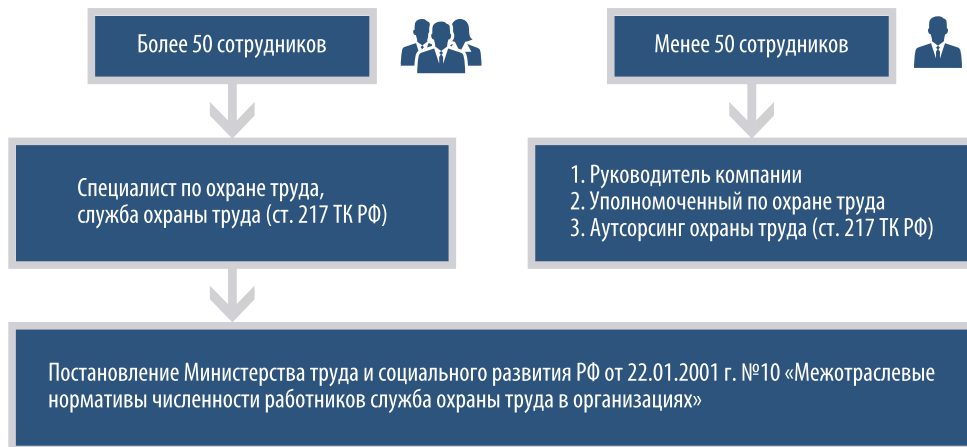 Более 50 сотрудников
Менее 50 сотрудников
Специалист по охране труда,
служба охраны труда (ст. 217 ТК РФ)
1. Руководитель компании
2. Уполномоченный по охране труда
3. Аутсорсинг охраны труда (ст. 217 ТК РФ)
Постановление Министерства труда и социального развития РФ от 22.01.2001 г. №10 «Межотраслевые
нормативы численности работников служба охраны труда в организациях»